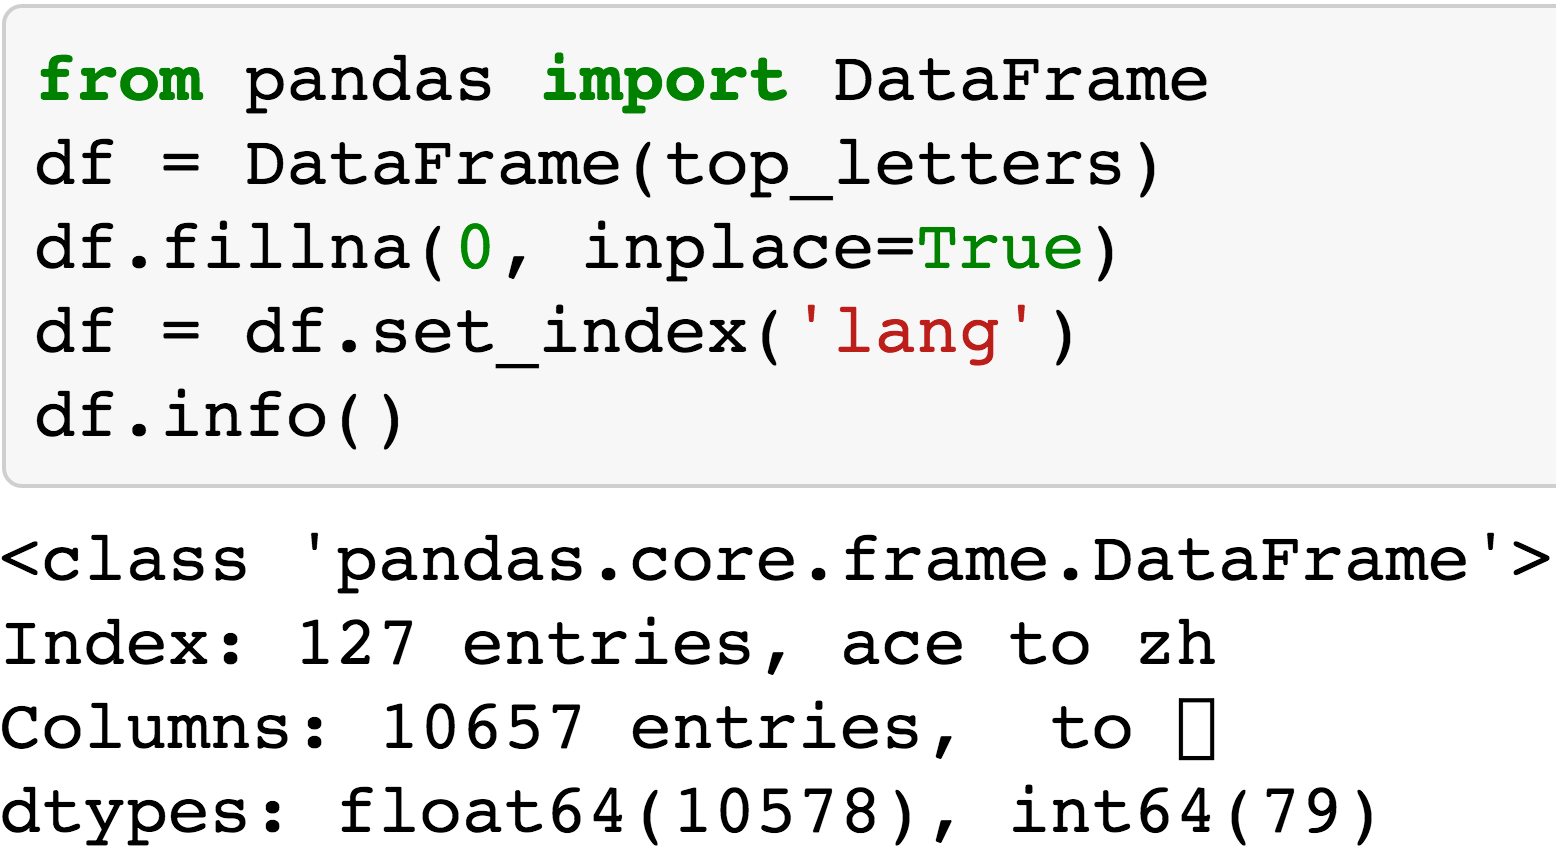 from pandas import DataFrame
df = DataFrame(top_letters)
df.fillna(0, inplace=True)
df = df.set_index('lang')
df.info()
<class 'pandas.core.frame.DataFrame'>
Index: 127 entries, ace to zh
Columns: 10657 entries,  to
dtypes: float64(10578), int64(79)